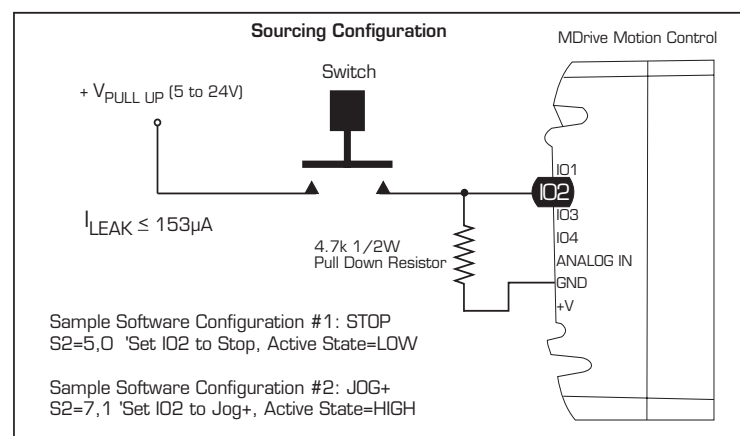 Sourcing Configuration
MDrive Motion Control
Switch
+ VPULL UP (5 to 24V)
ILEAK ≤ 153µA
4.7k 1/2W
Pull Down Resistor
IO1
IO2
IO3
IO4
ANALOG IN
GND
+V
Sample Software Configuration #1: STOP
S2=5,0 'Set IO2 to Stop, Active State=LOW
Sample Software Configuration #2: JOG+
S2=7,1 'Set IO2 to Jog+, Active State=HIGH